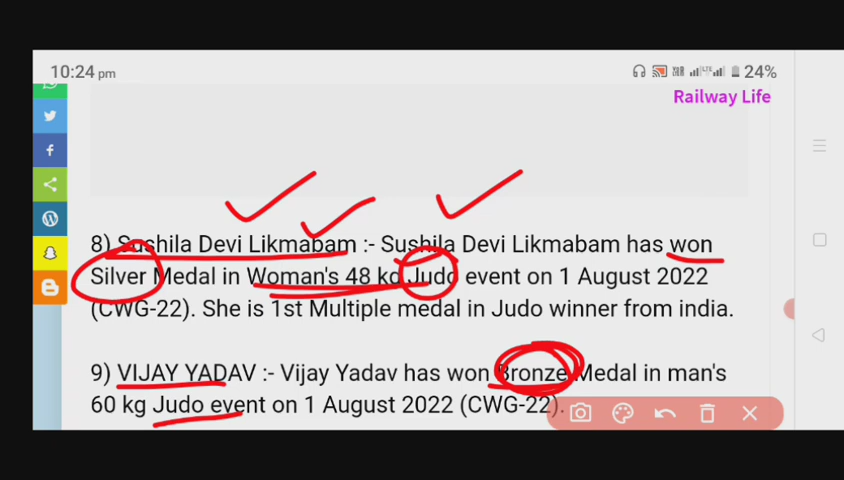 10:24 pm
24%
Railway Life
8) Sushila Devi Likmabam :- Sushila Devi Likmabam has won
Silver Medal in Woman's 48 kg Judo event on 1 August 2022
(CWG-22). She is 1st Multiple medal in Judo winner from india.
9) VIJAY YADAV :- Vijay Yadav has won Bronze Medal in man's
60 kg Judo event on 1 August 2022 (CWG-22).